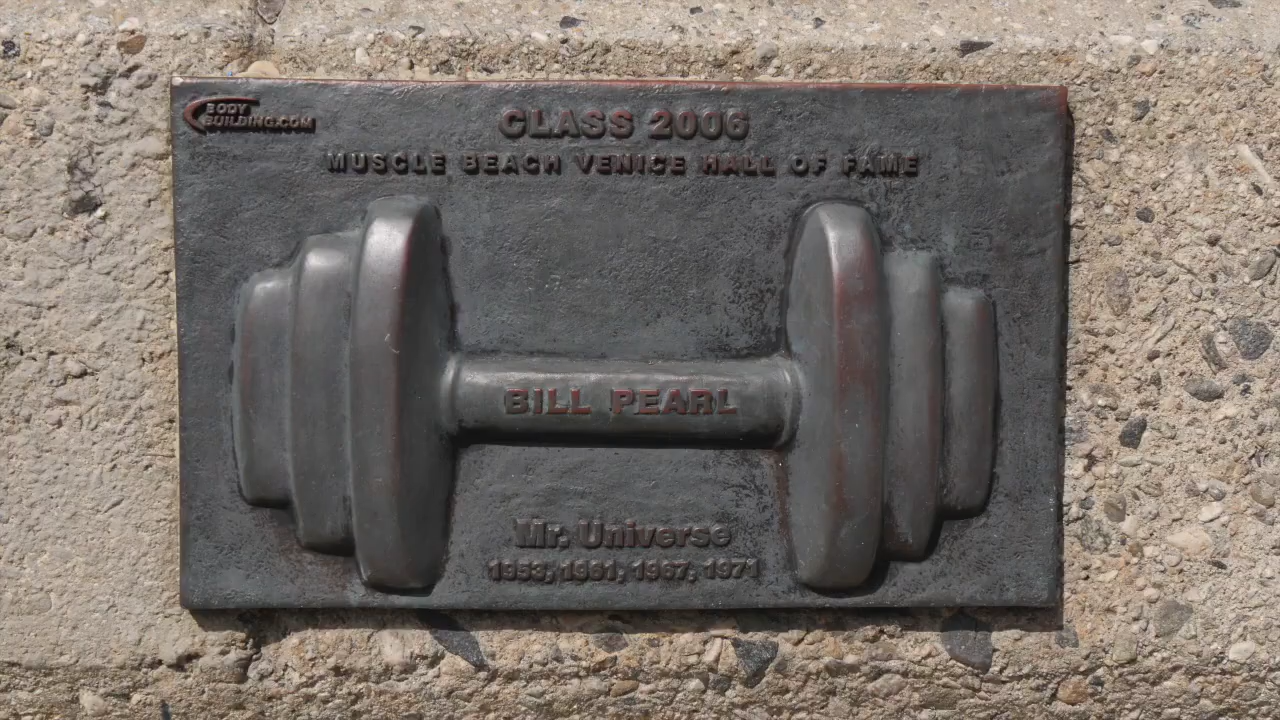 BODY
BUILDING.COM
CLASS 2006
MUSCLE BEACH VENICE HALL OF FAME
BILL PEARL
Mr. Universe
1953, 1961, 1967, 1971